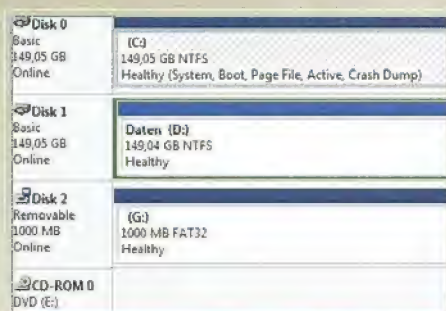 Disk 0
Basic
149,05 GB
Online
(C:)
149,05 GB NTFS
Healthy (System, Boot, Page File, Active, Crash Dump)
Disk 1
Basic
149,05 GB
Online
Daten (D:)
149,04 GB NTFS
Healthy
Disk 2
Removable
1000 MB
Online
(G:)
1000 MB FAT32
Healthy
CD-ROM 0
DVD (E:)